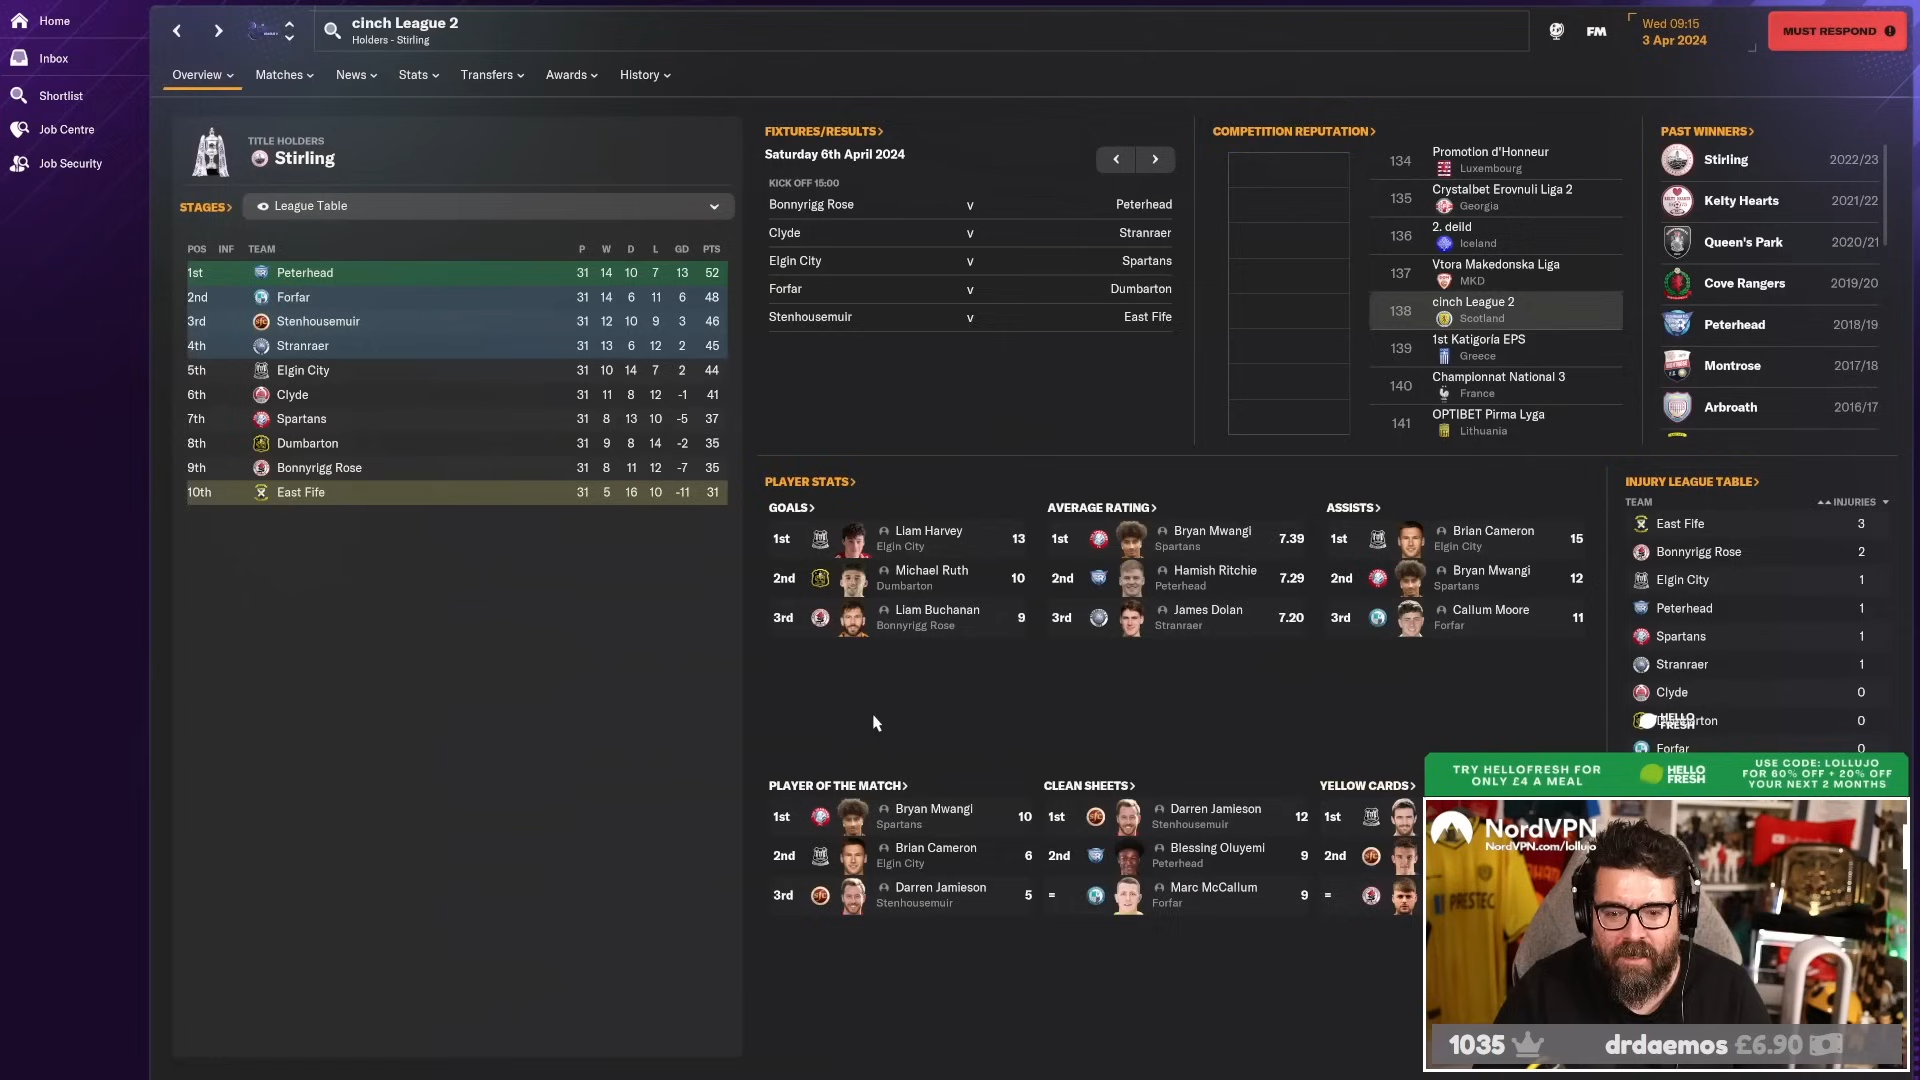 Home
Inbox
Shortlist
Job Centre
Job Security
cinch League 2
Holders - Stirling
FM
Wed 09:15
3 Apr 2024
MUST RESPOND
Overview
Matches
News
Stats
Transfers
Awards
History
TITLE HOLDERS
Stirling
STAGES>
League Table
POS INF TEAM P W D L GD PTS
1st Peterhead 31 14 10 7 13 52
2nd Forfar 31 14 6 11 6 48
3rd Stenhousemuir 31 12 10 9 3 46
4th Stranraer 31 13 6 12 2 45
5th Elgin City 31 10 14 7 2 44
6th Clyde 31 11 8 12 -1 41
7th Spartans 31 8 13 10 -5 37
8th Dumbarton 31 9 8 14 -2 35
9th Bonnyrigg Rose 31 8 11 12 -7 35
10th East Fife 31 5 16 10 -11 31
FIXTURES/RESULTS>
Saturday 6th April 2024
KICK OFF 15:00
Bonnyrigg Rose v Peterhead
Clyde v Stranraer
Elgin City v Spartans
Forfar v Dumbarton
Stenhousemuir v East Fife
COMPETITION REPUTATION>
134 Promotion d'Honneur
Luxembourg
135 Crystalbet Erovnuli Liga 2
Georgia
136 2. deild
Iceland
137 Vtora Makedonska Liga
MKD
138 cinch League 2
Scotland
139 1st Katigoría EPS
Greece
140 Championnat National 3
France
141 OPTIBET Pirma Lyga
Lithuania
PAST WINNERS>
Stirling 2022/23
Kelty Hearts 2021/22
Queen's Park 2020/21
Cove Rangers 2019/20
Peterhead 2018/19
Montrose 2017/18
Arbroath 2016/17
PLAYER STATS>
GOALS>
1st Liam Harvey 13
Elgin City
2nd Michael Ruth 10
Dumbarton
3rd Liam Buchanan 9
Bonnyrigg Rose
AVERAGE RATING>
1st Bryan Mwangi 7.39
Spartans
2nd Hamish Ritchie 7.29
Peterhead
3rd James Dolan 7.20
Stranraer
ASSISTS>
1st Brian Cameron 15
Elgin City
2nd Bryan Mwangi 12
Spartans
3rd Callum Moore 11
Forfar
INJURY LEAGUE TABLE>
TEAM INJURIES
East Fife 3
Bonnyrigg Rose 2
Elgin City 1
Peterhead 1
Spartans 1
Stranraer 1
Clyde 0
HELLO FRESH
rton 0
Forfar 0
PLAYER OF THE MATCH>
1st Bryan Mwangi 10
Spartans
2nd Brian Cameron 6
Elgin City
3rd Darren Jamieson 5
Stenhousemuir
CLEAN SHEETS>
1st Darren Jamieson 12
Stenhousemuir
2nd Blessing Oluyemi 9
Peterhead
= Marc McCallum 9
Forfar
YELLOW CARDS>
1st
2nd
=
TRY HELLOFRESH FOR
ONLY £4 A MEAL
HELLO
FRESH
USE CODE: LOLLUJO
FOR 60% OFF + 20% OFF
YOUR NEXT 2 MONTHS
NordVPN
NordVPN.com/lollujo
PRESTEC
1035
drdaemos £6.90